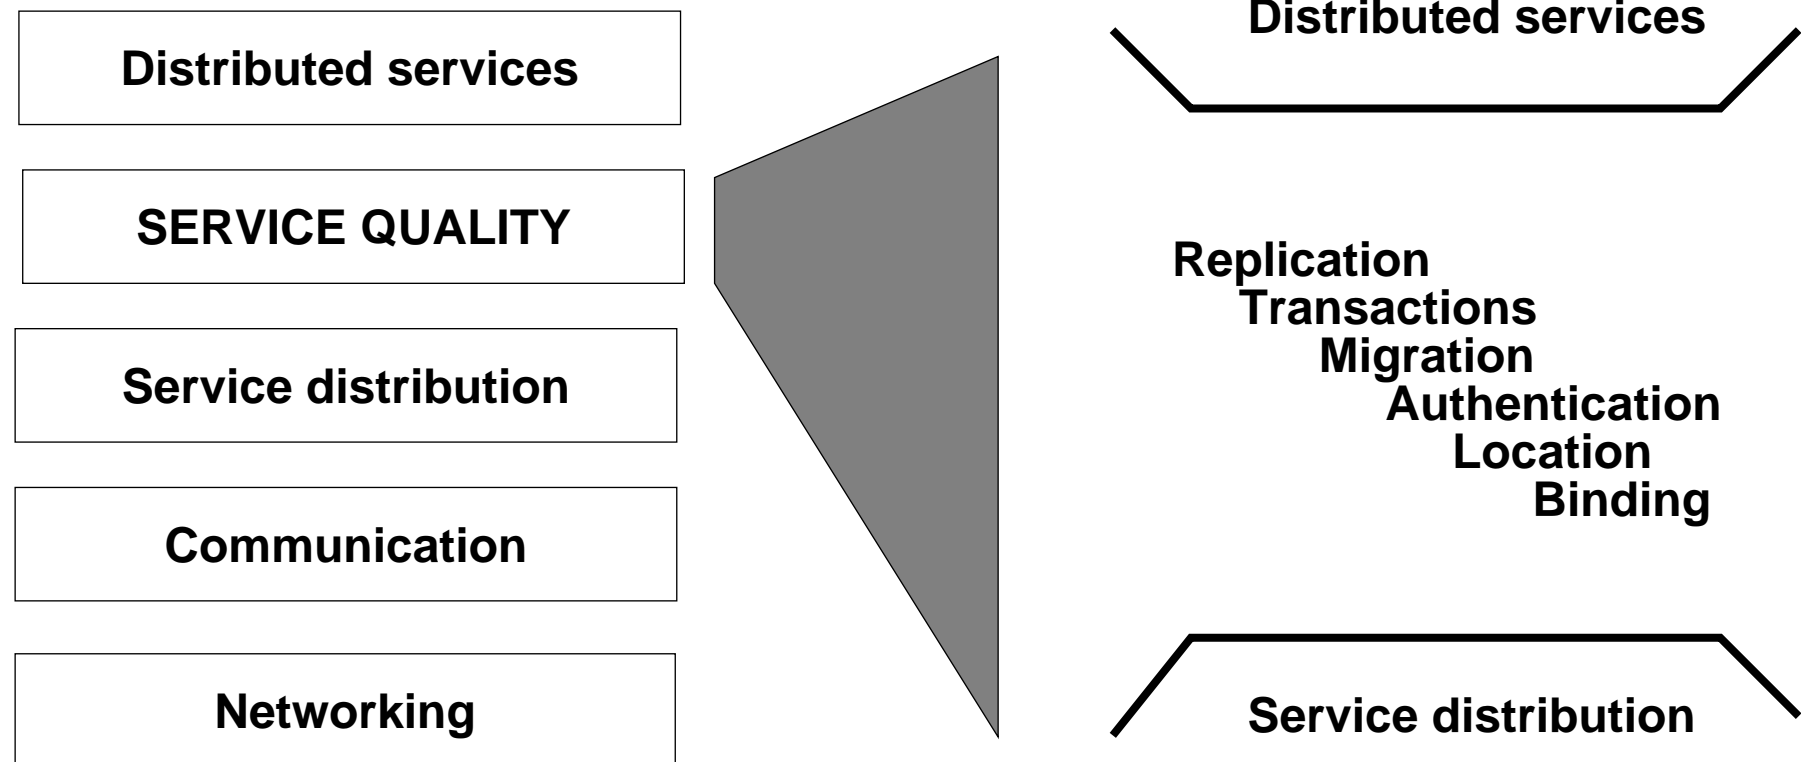 Distributed services
SERVICE QUALITY
Service distribution
Communication
Networking
Distributed services
Replication
Transactions
Migration
Authentication
Location
Binding
Service distribution